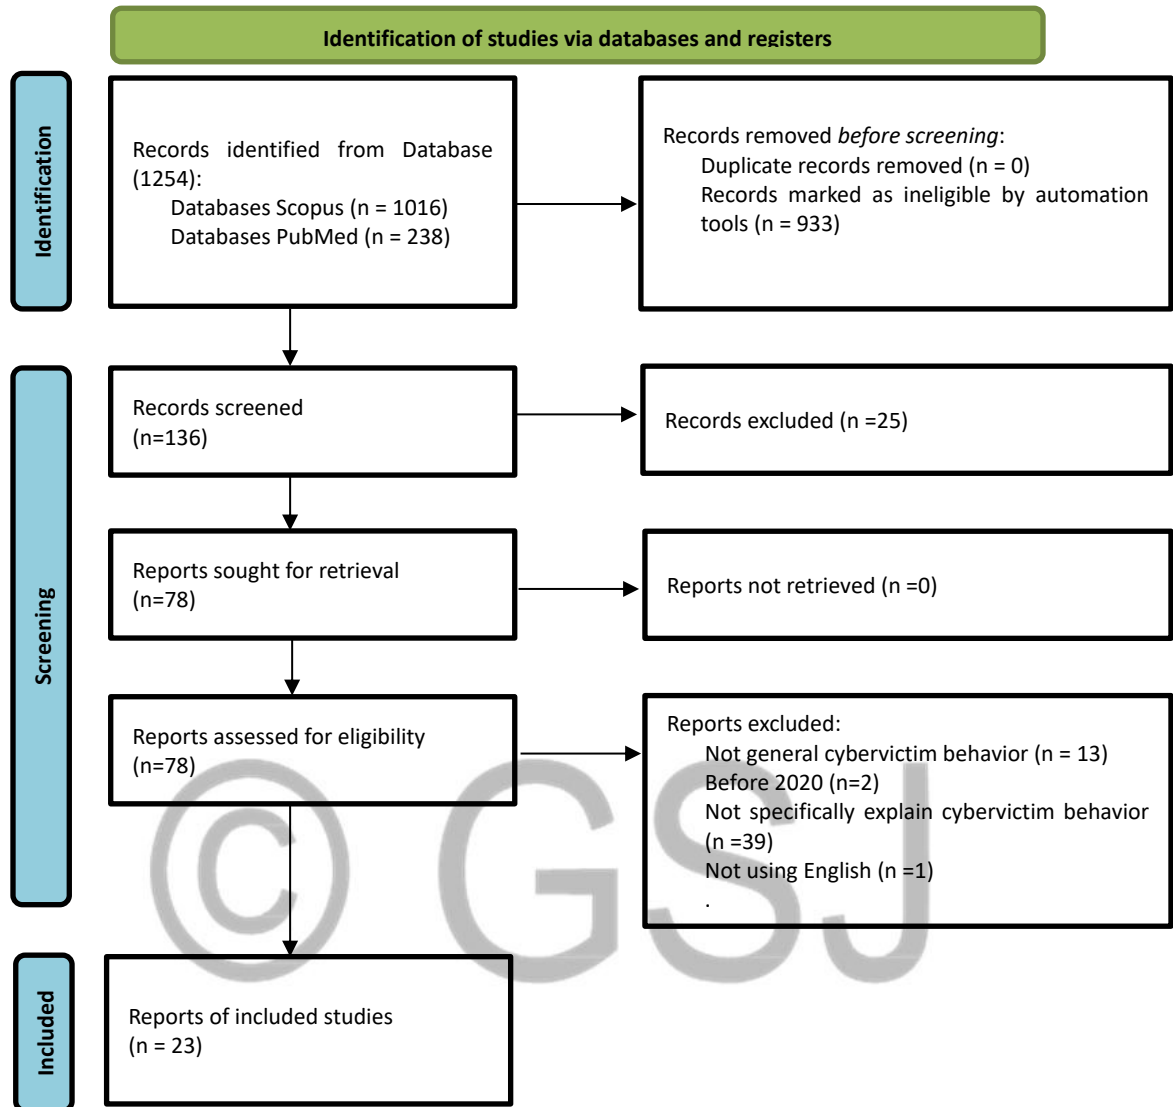 Identification of studies via databases and registers
Identification
Records identified from Database
(1254):
Databases Scopus (n = 1016)
Databases PubMed (n = 238)
Records removed before screening:
Duplicate records removed (n = 0)
Records marked as ineligible by automation
tools (n = 933)
Screening
Records screened
(n=136)
Records excluded (n =25)
Reports sought for retrieval
(n=78)
Reports not retrieved (n =0)
Reports assessed for eligibility
(n=78)
Reports excluded:
Not general cybervictim behavior (n = 13)
Before 2020 (n=2)
Not specifically explain cybervictim behavior
(n =39)
Not using English (n =1)
.
© GSJ
Included
Reports of included studies
(n = 23)